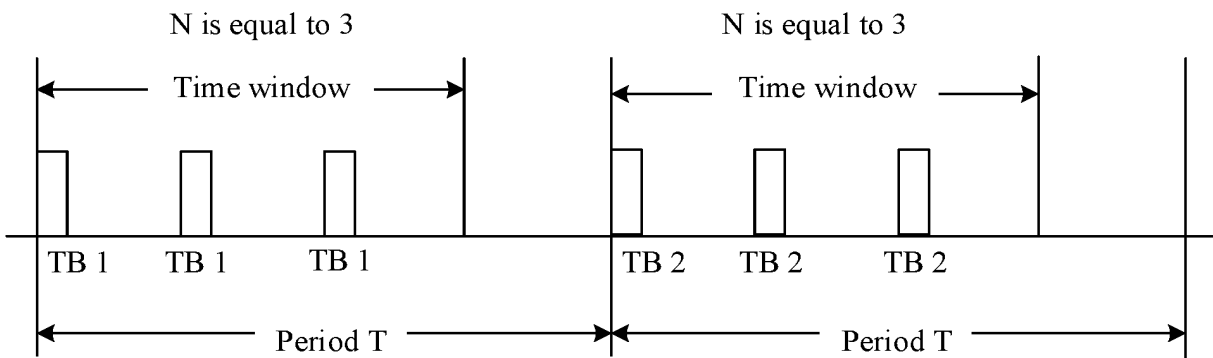 N is equal to 3
N is equal to 3
Time window
Time window
TB 1
TB 1
TB 1
TB 2
TB 2
TB 2
Period T
Period T